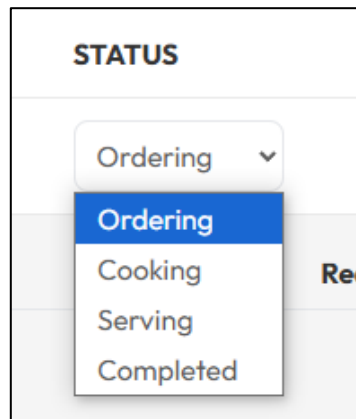 STATUS
Ordering
Ordering
Cooking
Serving
Completed